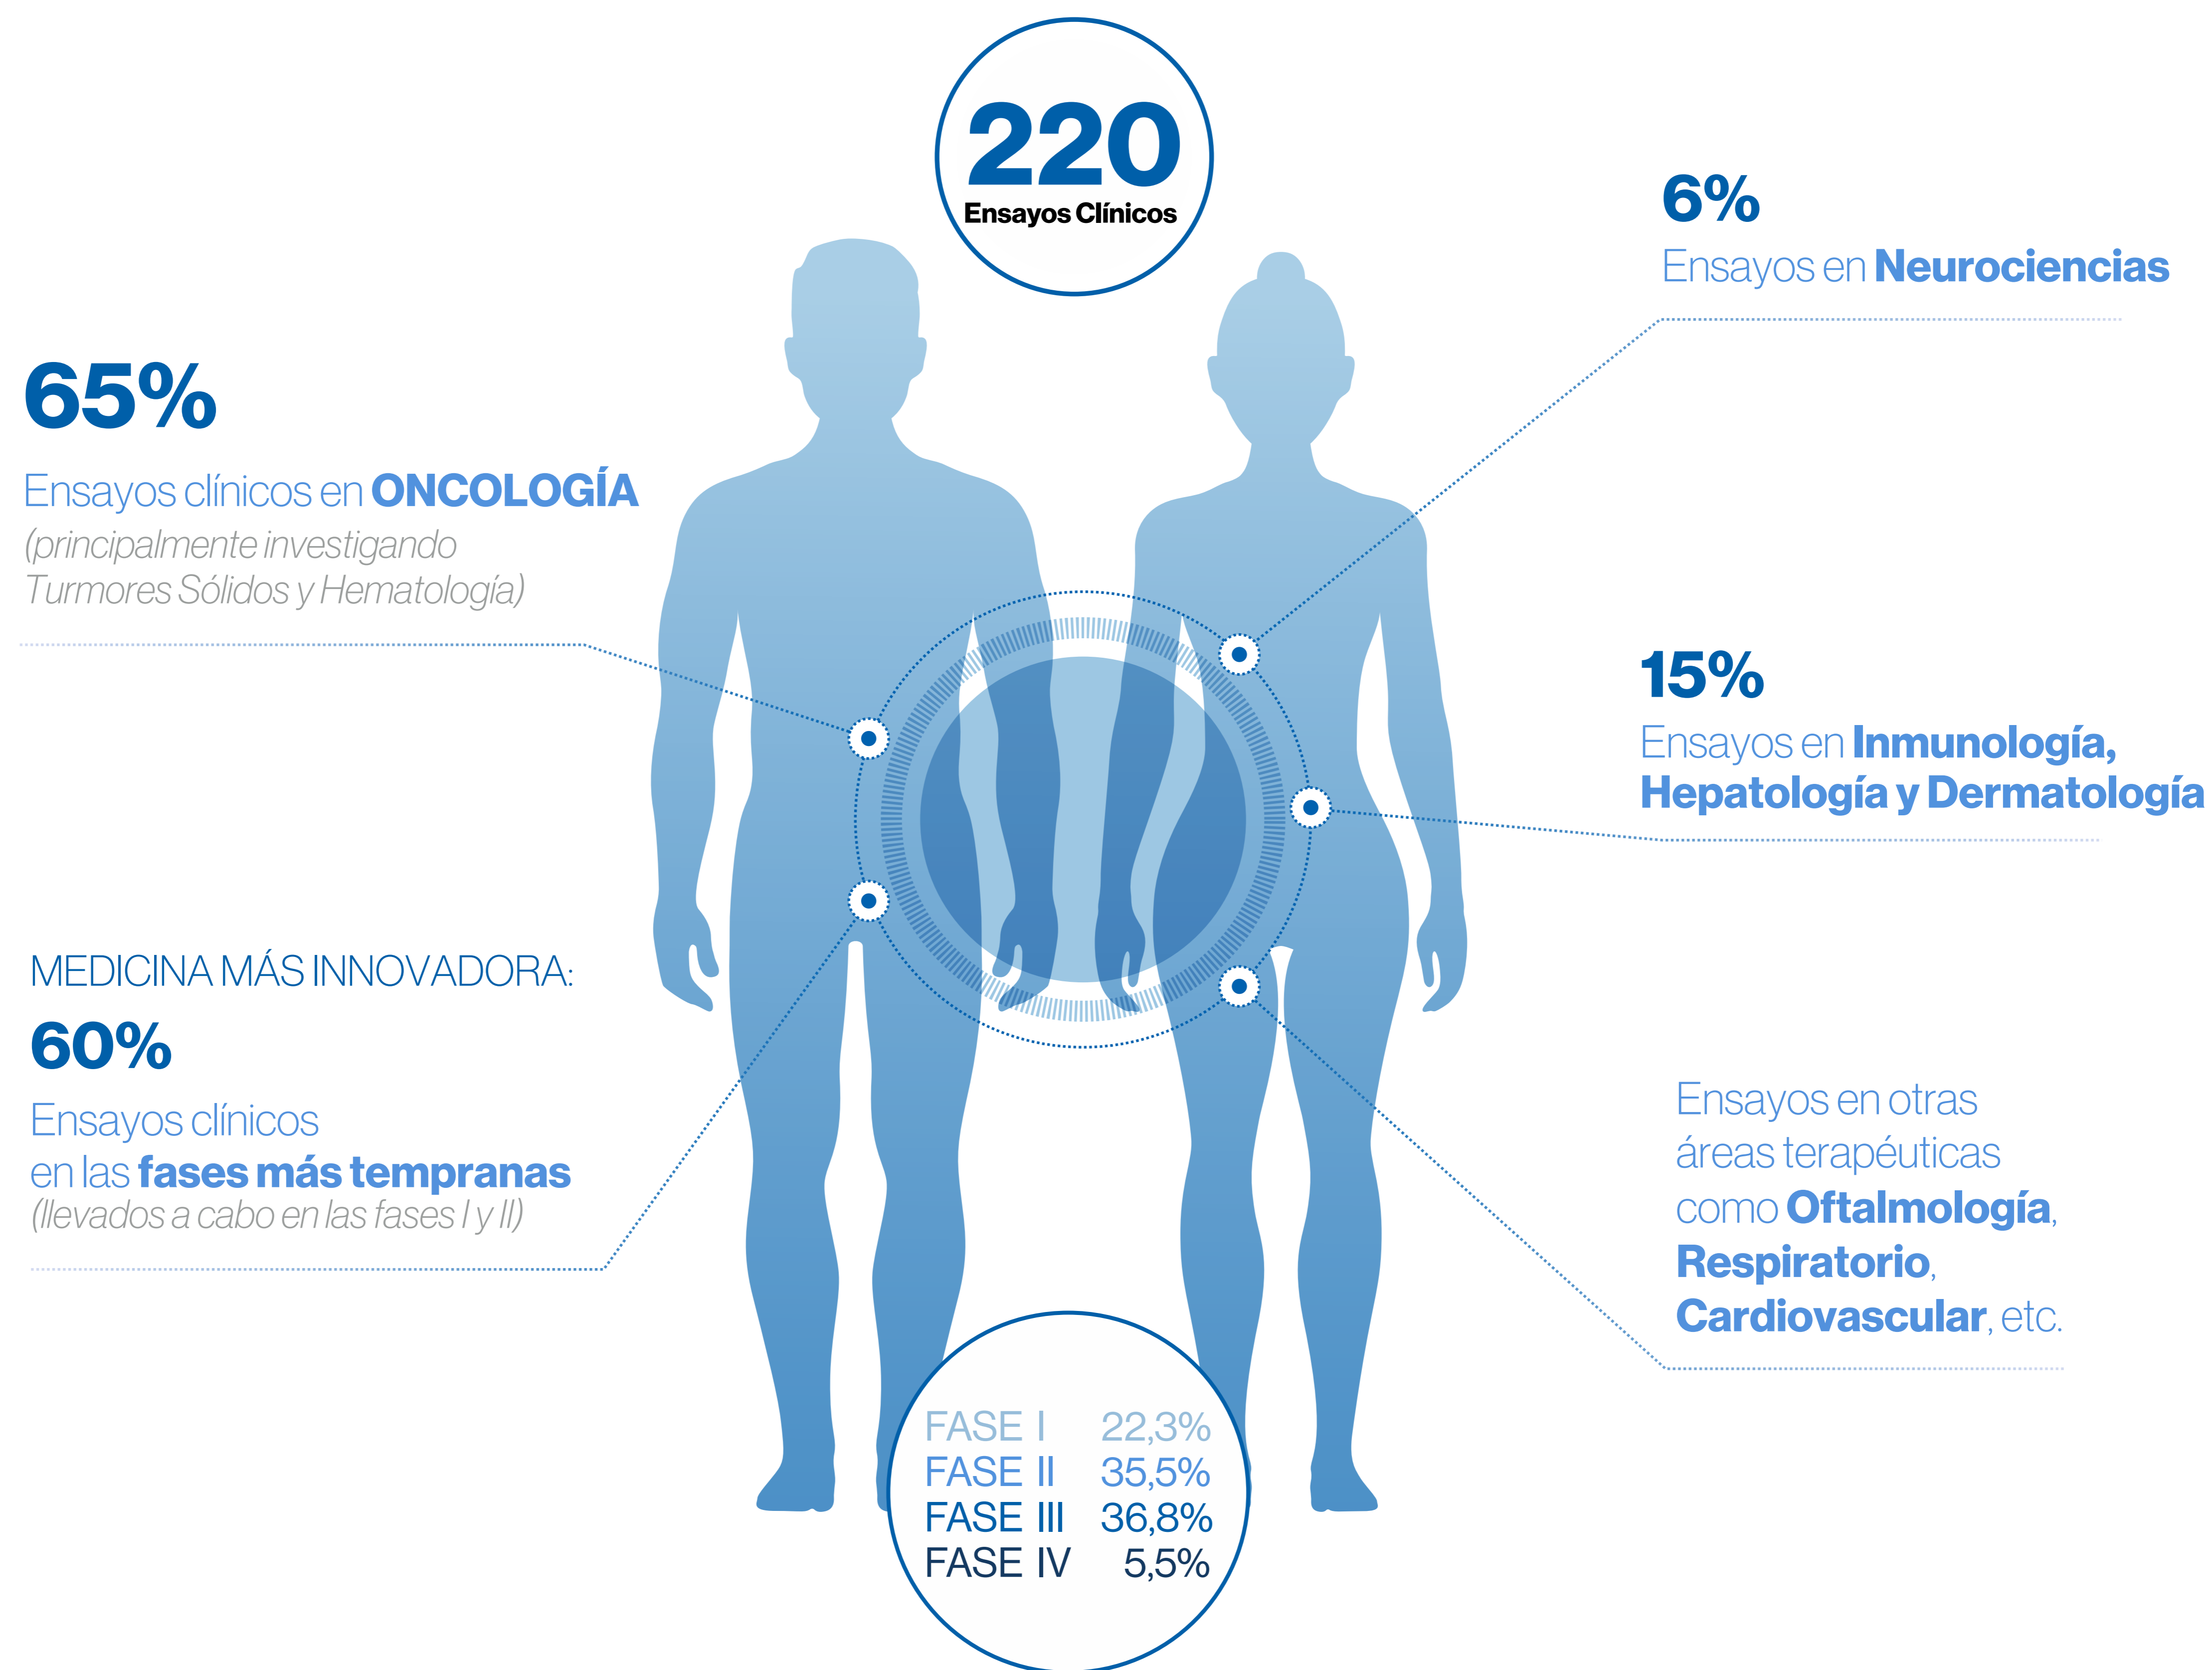 220
Ensayos Clínicos
65%
Ensayos clínicos en ONCOLOGÍA
(principalmente investigando
Turmores Sólidos y Hematología)
MEDICINA MÁS INNOVADORA:
60%
Ensayos clínicos
en las fases más tempranas
(llevados a cabo en las fases I y II)
6%
Ensayos en Neurociencias
15%
Ensayos en Inmunología,
Hepatología y Dermatología
Ensayos en otras
áreas terapéuticas
como Oftalmología,
Respiratorio,
Cardiovascular, etc.
FASE I 22,3%
FASE II 35,5%
FASE III 36,8%
FASE IV 5,5%